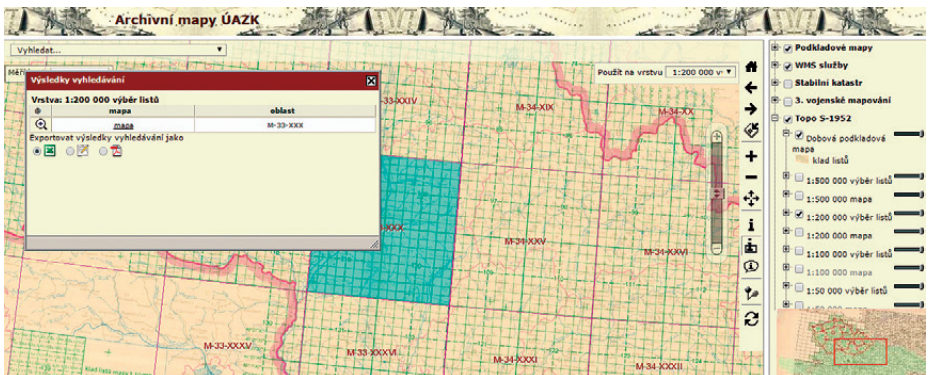 Archivní mapy ÚAZK
Vyhledat...
Výsledky vyhledávání
Vrstva: 1:200 000 výběr listů
mapa oblast
mapa M-33-XXX
Exportovat výsledky vyhledávání jako
Použít na vrstvu 1:200 000 v
-33-XXIV
M-34-XIX
M-34-XX
-XXX
M-34-XXV
M-34-XXVI
M-33-XXXV
M-33-XXXVI
M-34-XXXI
M-34-XXXII
Podkladové mapy
WMS služby
Stabilní katastr
3. vojenské mapování
Topo S-1952
Dobová podkladová
mapa
klad listů
1:500 000 výběr listů
1:500 000 mapa
1:200 000 výběr listů
1:200 000 mapa
1:100 000 výběr listů
1:100 000 mapa
1:50 000 výběr listů